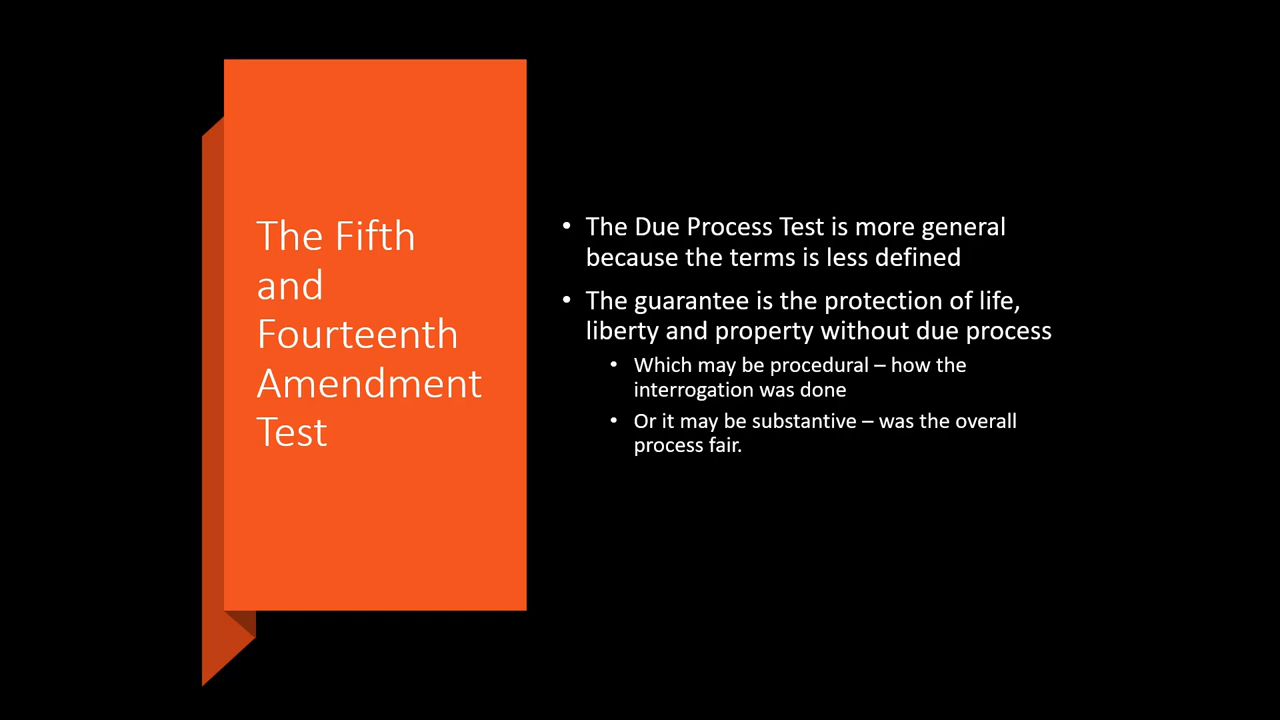 The Fifth
and
Fourteenth
Amendment
Test
• The Due Process Test is more general
because the terms is less defined
• The guarantee is the protection of life,
liberty and property without due process
• Which may be procedural – how the
interrogation was done
• Or it may be substantive – was the overall
process fair.